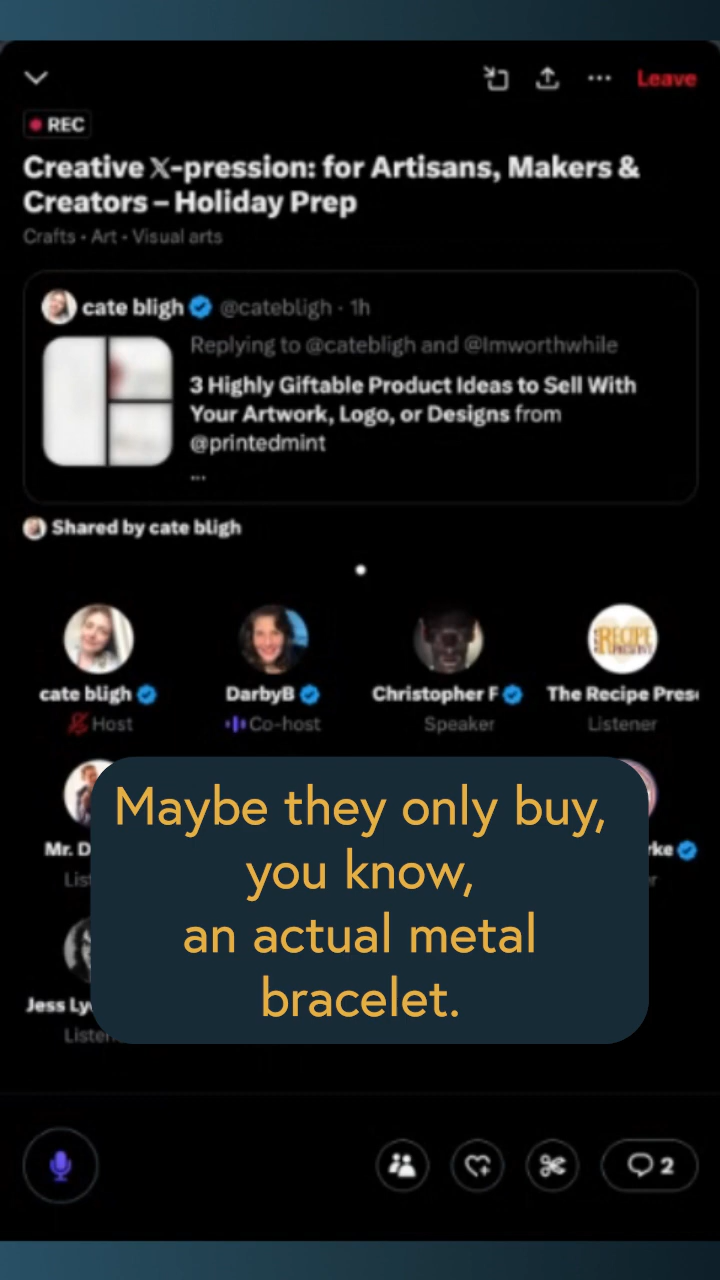 Leave
REC
Creative X-pression: for Artisans, Makers &
Creators – Holiday Prep
Crafts • Art • Visual arts
cate bligh @catebligh · 1h
Replying to @catebligh and @Imworthwhile
3 Highly Giftable Product Ideas to Sell With
Your Artwork, Logo, or Designs from
@printedmint
...
Shared by cate bligh
cate bligh DarbyB Christopher F The Recipe Pres
Host Co-host Speaker Listener
Maybe they only buy,
you know,
an actual metal
bracelet.
Mr. D
Jess Ly
2